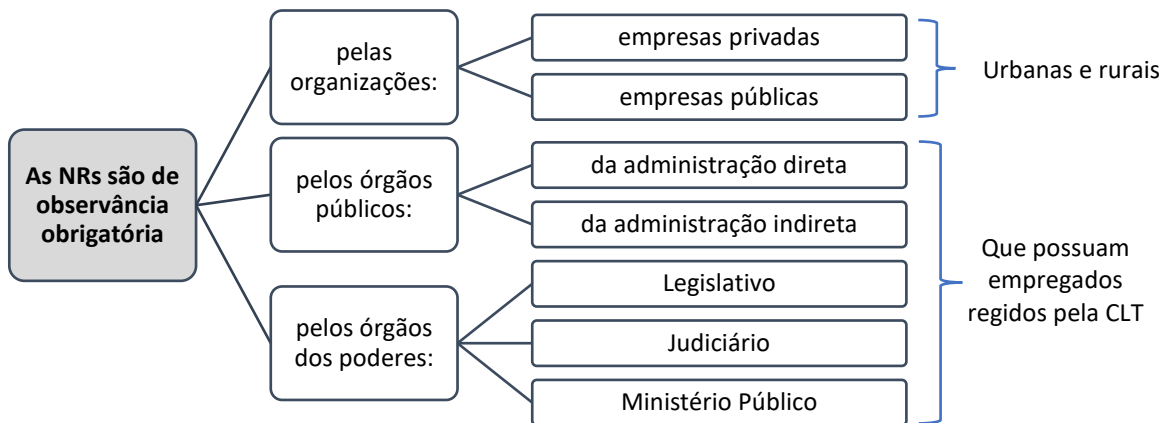 As NRs são de
observância
obrigatória
pelas
organizações:
empresas privadas
empresas públicas
Urbanas e rurais
pelos órgãos
públicos:
da administração direta
da administração indireta
pelos órgãos
dos poderes:
Legislativo
Judiciário
Ministério Público
Que possuam
empregados
regidos pela CLT